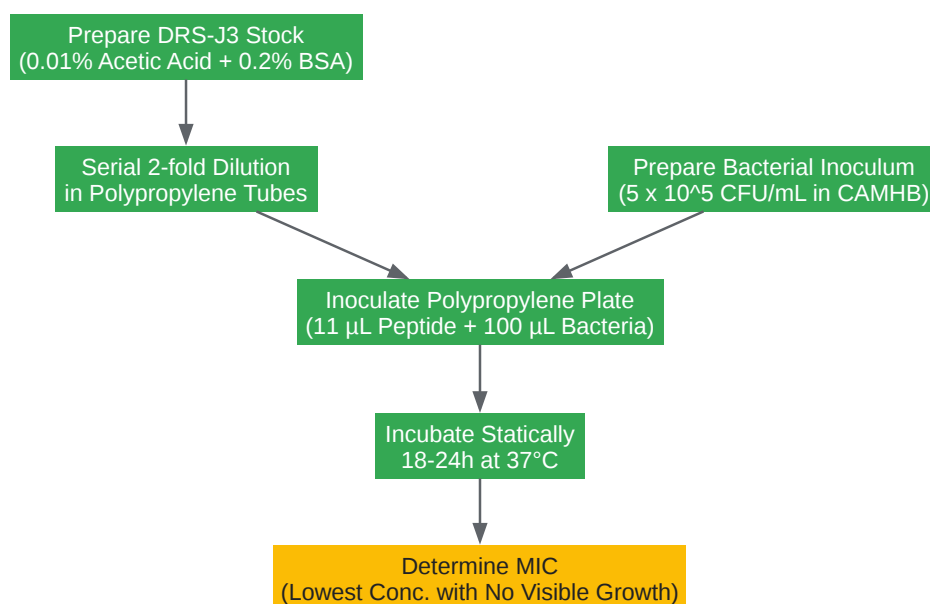 Prepare DRS-J3 Stock
(0.01% Acetic Acid + 0.2% BSA)
Serial 2-fold Dilution
in Polypropylene Tubes
Prepare Bacterial Inoculum
(5 x 10^5 CFU/mL in CAMHB)
Inoculate Polypropylene Plate
(11 µL Peptide + 100 µL Bacteria)
Incubate Statically
18-24h at 37°C
Determine MIC
(Lowest Conc. with No Visible Growth)